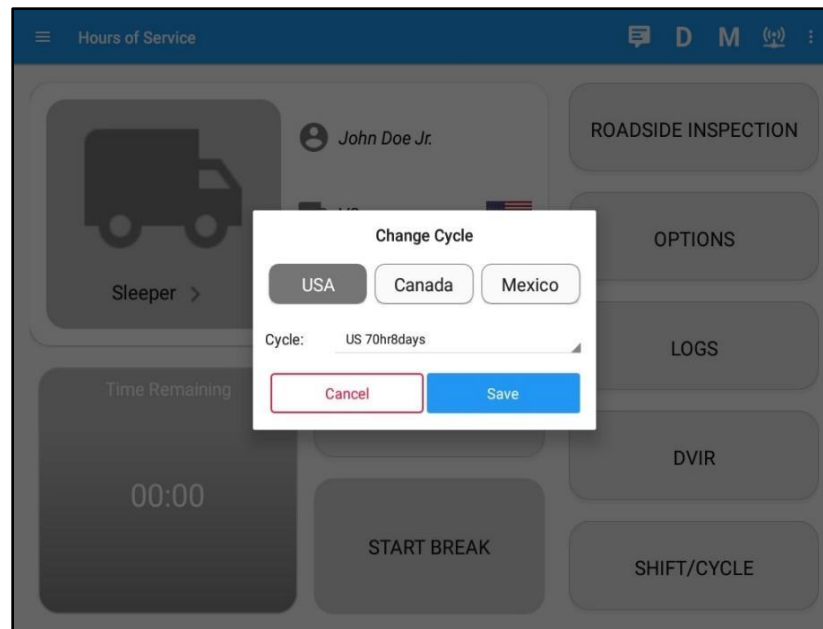 Hours of Service
D M
John Doe Jr.
Sleeper >
Time Remaining
00:00
START BREAK
ROADSIDE INSPECTION
OPTIONS
LOGS
DVIR
SHIFT/CYCLE
Change Cycle
USA Canada Mexico
Cycle: US 70hr8days
Cancel Save